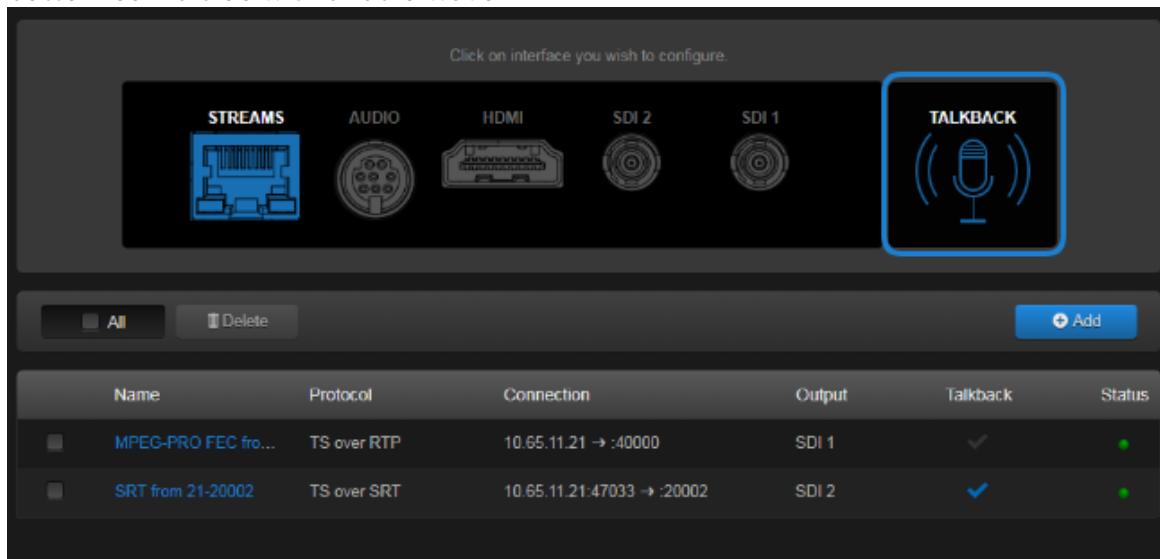 Click on interface you wish to configure.
STREAMS AUDIO HDMI SDI 2 SDI 1 TALKBACK
All Delete Add
Name Protocol Connection Output Talkback Status
MPEG-PRO FEC fro... TS over RTP 10.65.11.21 → :40000 SDI 1
SRT from 21-20002 TS over SRT 10.65.11.21:47033 → :20002 SDI 2